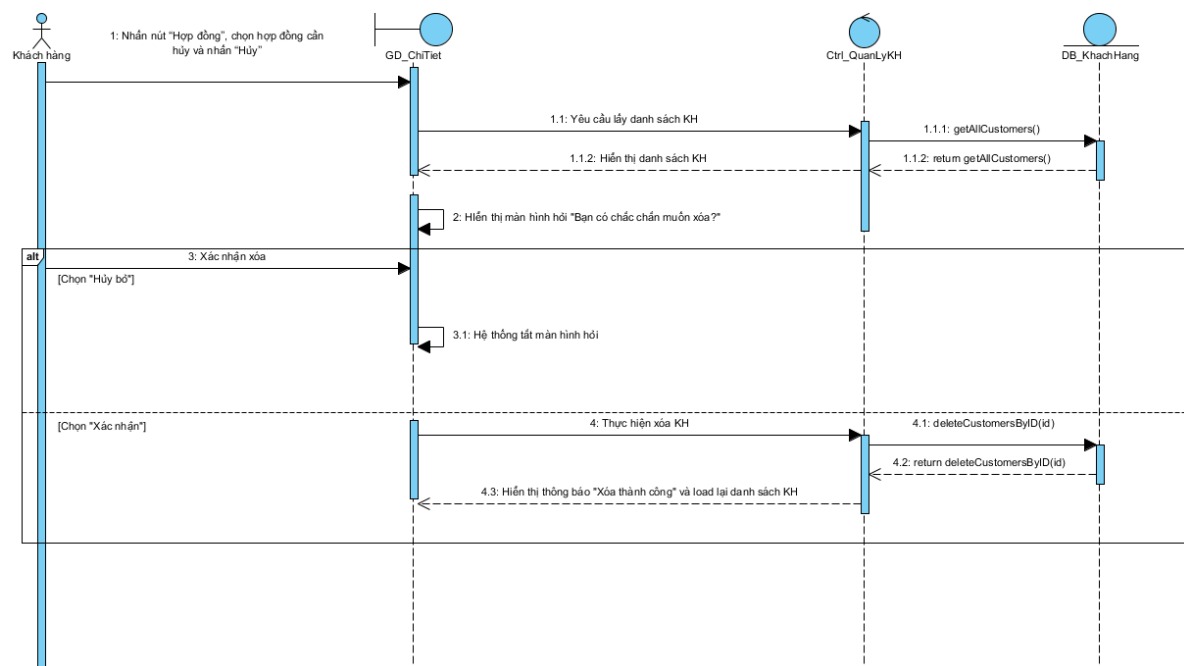 1: Nhấn nút "Hợp đồng", chọn hợp đồng cần
hủy và nhấn "Hủy"
Khách hàng
GD_ChiTiet
Ctrl_QuanLyKH
DB_KhachHang
1.1: Yêu cầu lấy danh sách KH
1.1.1: getAllCustomers()
1.1.2: Hiển thị danh sách KH
1.1.2: return getAllCustomers()
2: HIển thị màn hình hỏi "Bạn có chắc chắn muốn xóa?"
alt
3: Xác nhận xóa
[Chọn "Hủy bỏ"]
3.1: Hệ thống tắt màn hình hỏi
[Chọn "Xác nhận"]
4: Thực hiện xóa KH
4.1: deleteCustomersByID(id)
4.2: return deleteCustomersByID(id)
4.3: Hiển thị thông báo "Xóa thành công" và load lại danh sách KH